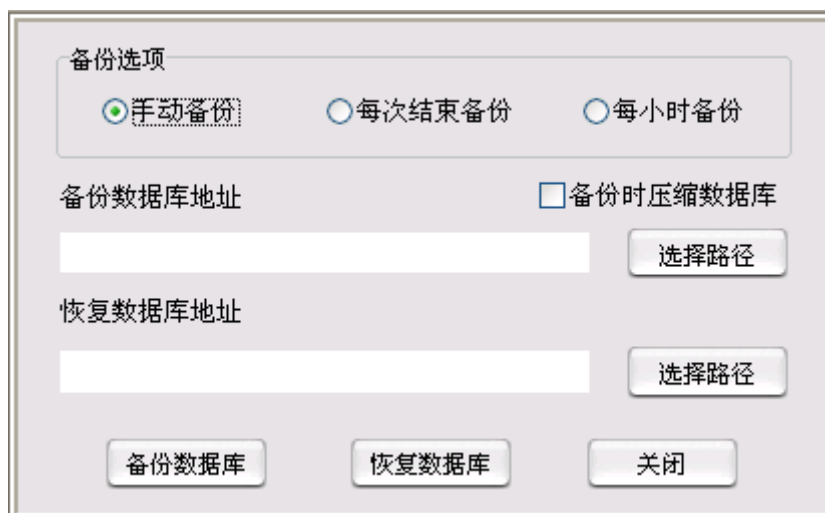 备份选项
手动备份 每次结束备份 每小时备份
备份数据库地址 备份时压缩数据库
选择路径
恢复数据库地址
选择路径
备份数据库 恢复数据库 关闭